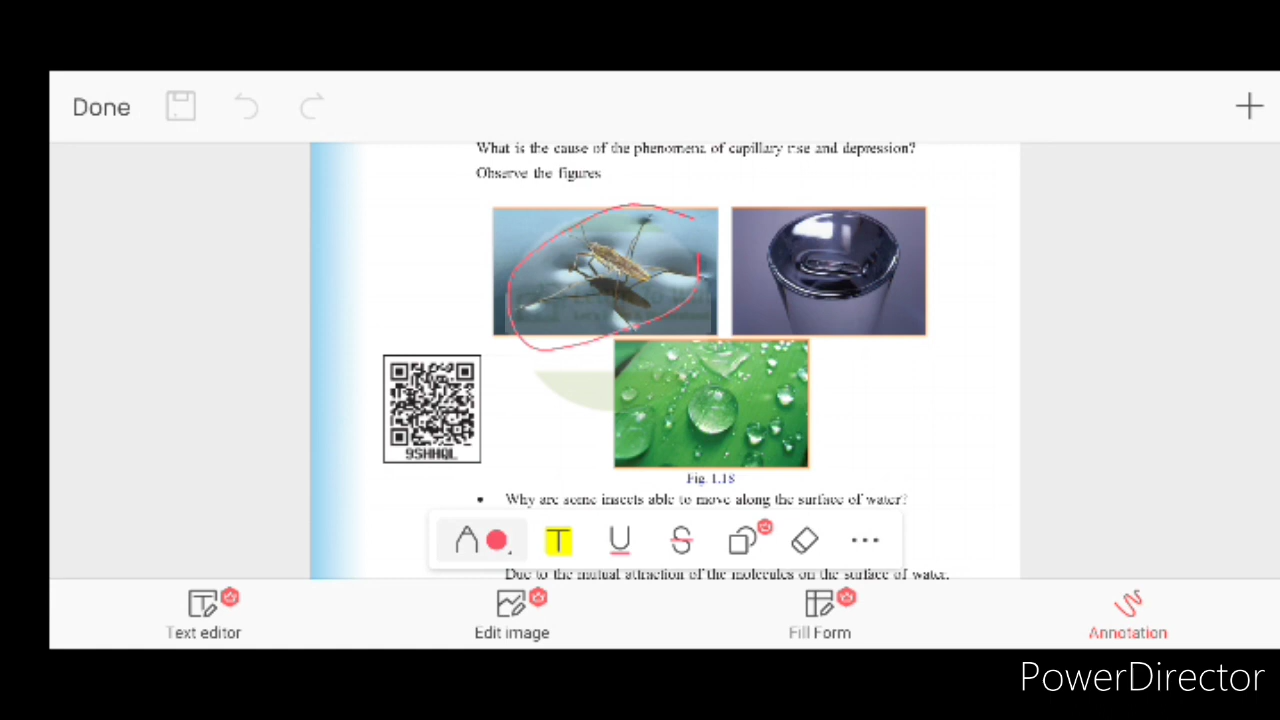 Done
What is the cause of the phenomena of capillary rise and depression?
Observe the figures
9SHHQL
Fig. 1.18
• Why are some insects able to move along the surface of water?
T U S
Due to the mutual attraction of the molecules on the surface of water,
Text editor
Edit image
Fill Form
Annotation
PowerDirector